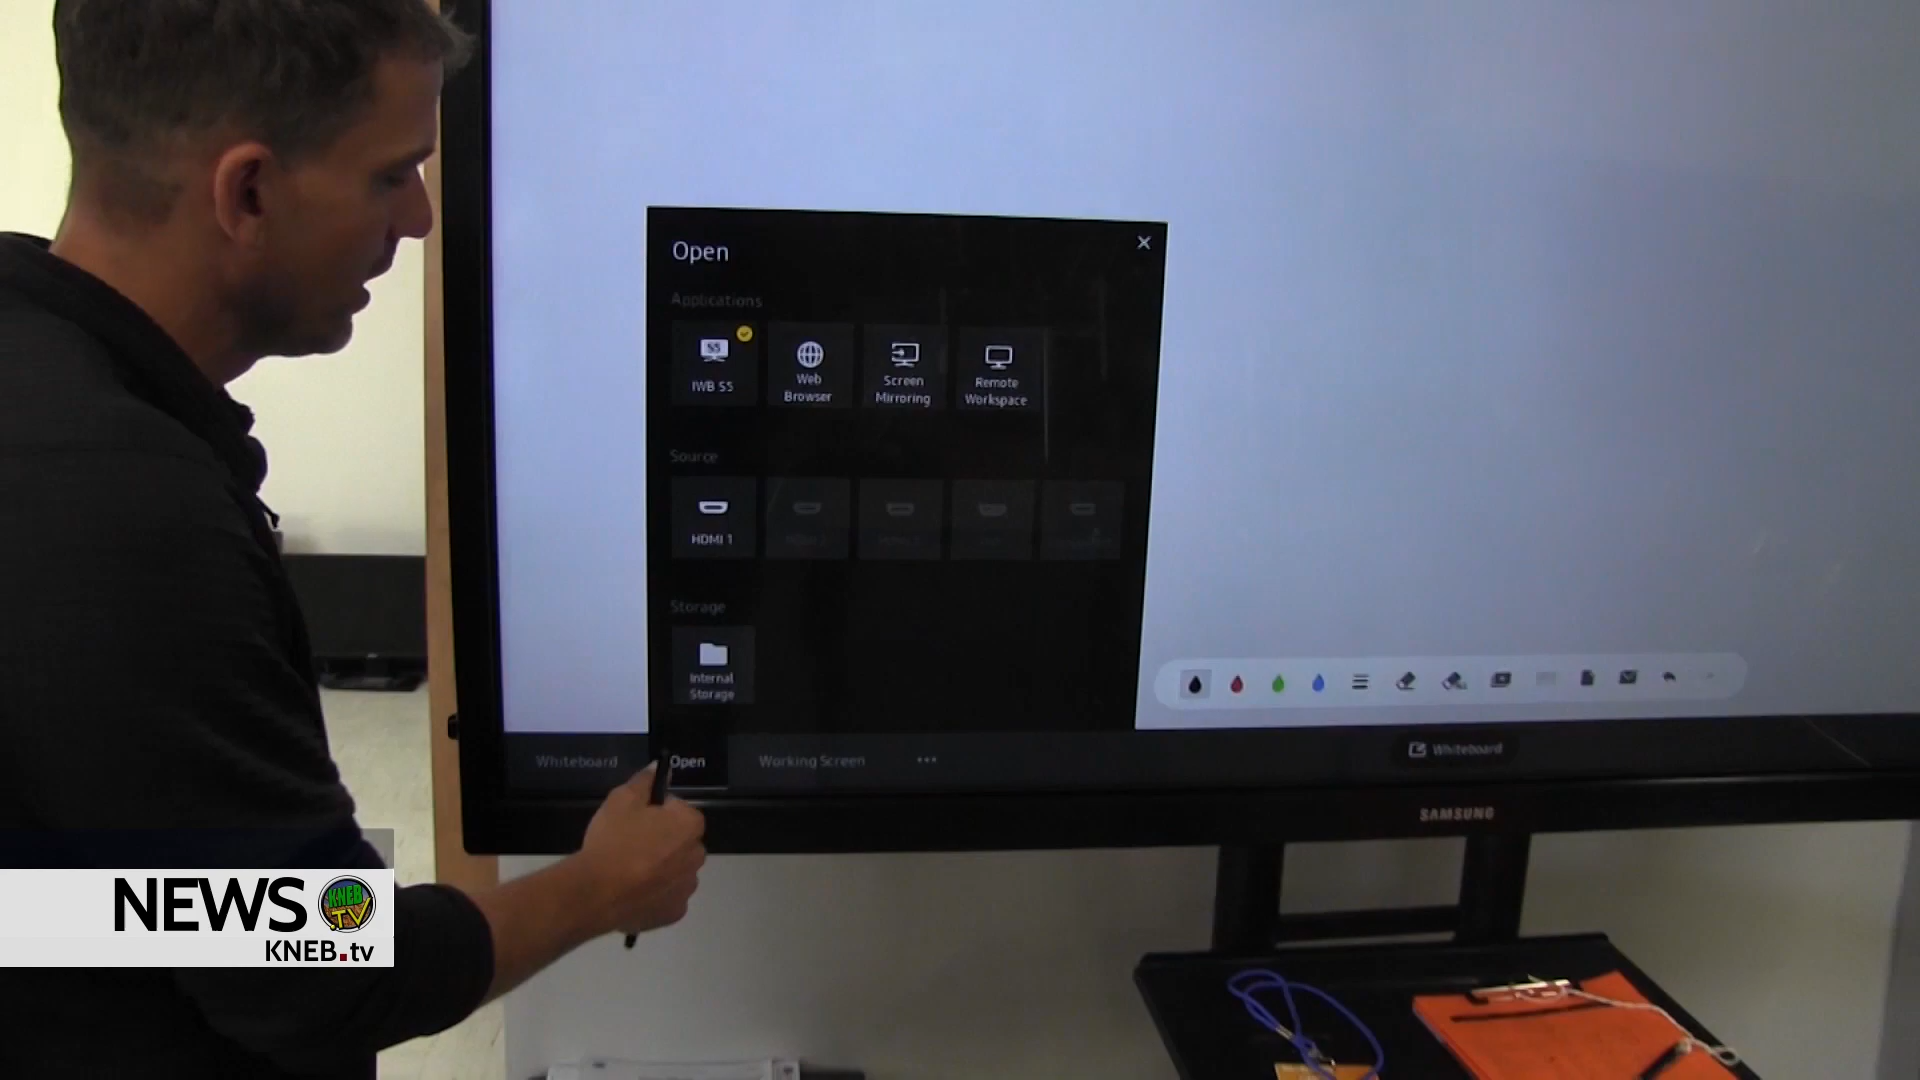 Open
Applications
S5
IWB S5
Web
Browser
Screen
Mirroring
Remote
Workspace
Source
HDMI 1
Storage
Internal
Storage
Whiteboard
Open
Working Screen
Whiteboard
SAMSUNG
NEWS
KNEB
.TV
KNEB.tv